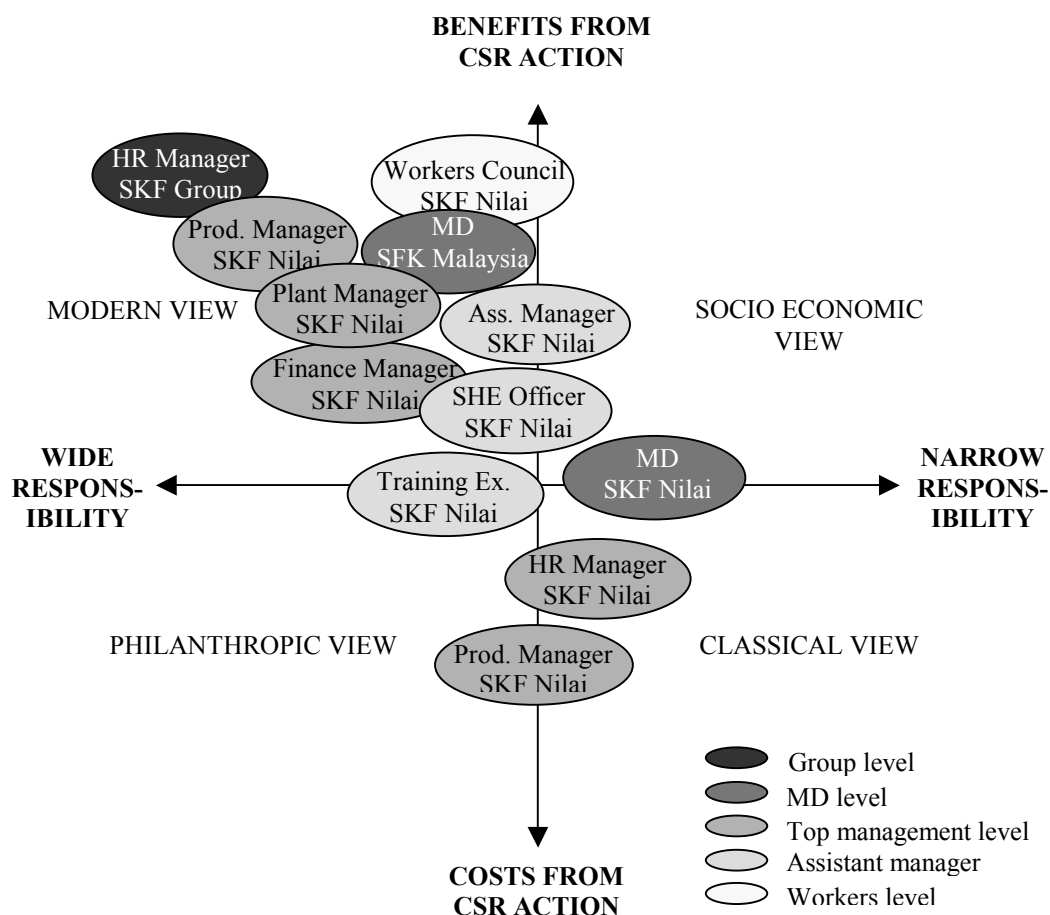 BENEFITS FROM
CSR ACTION
HR Manager
SKF Group
Workers Council
SKF Nilai
Prod. Manager
SKF Nilai
MD
SFK Malaysia
MODERN VIEW
Plant Manager
SKF Nilai
Ass. Manager
SKF Nilai
SOCIO ECONOMIC
VIEW
Finance Manager
SKF Nilai
SHE Officer
SKF Nilai
WIDE
RESPONS-
IBILITY
Training Ex.
SKF Nilai
MD
SKF Nilai
NARROW
RESPONS-
IBILITY
HR Manager
SKF Nilai
PHILANTHROPIC VIEW
Prod. Manager
SKF Nilai
CLASSICAL VIEW
Group level
MD level
Top management level
Assistant manager
Workers level
COSTS FROM
CSR ACTION